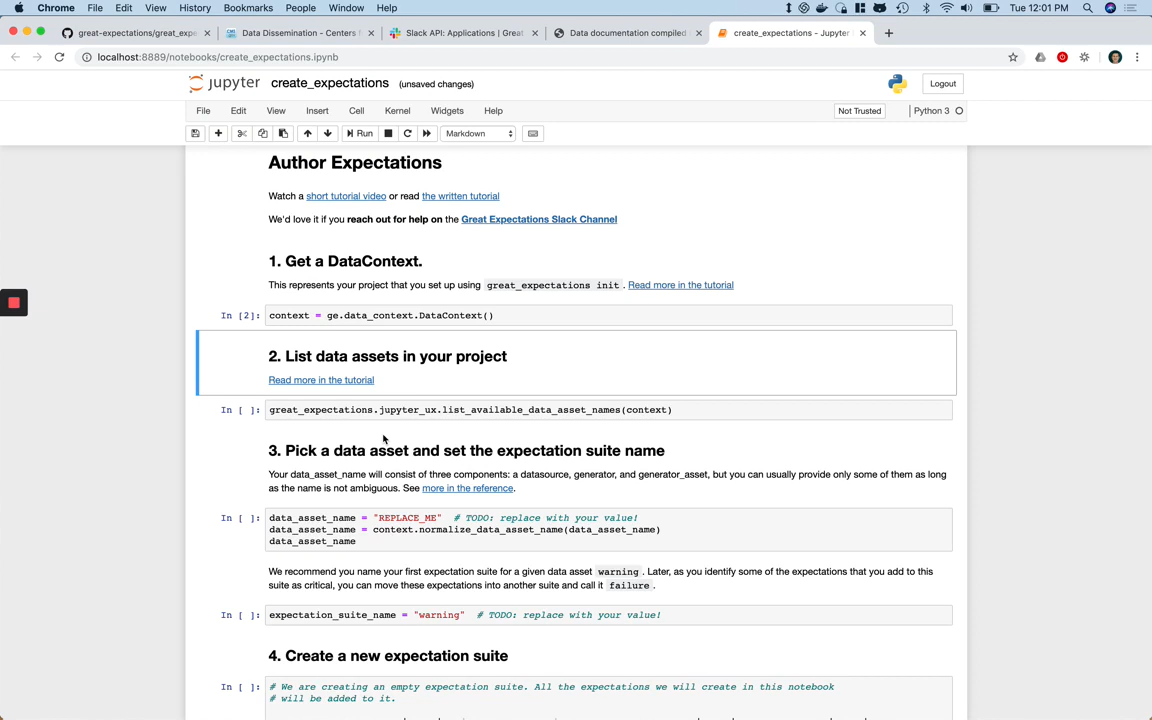 Chrome File Edit View History Bookmarks People Window Help Tue 12:01 PM
great-expectations/great_expe
Data Dissemination - Centers
Slack API: Applications | Great
Data documentation compiled
create_expectations - Jupyter
localhost:8889/notebooks/create_expectations.ipynb
jupyter create_expectations (unsaved changes) Logout
File Edit View Insert Cell Kernel Widgets Help Not Trusted Python 3
Run Markdown
Author Expectations
Watch a short tutorial video or read the written tutorial
We'd love it if you reach out for help on the Great Expectations Slack Channel
1. Get a DataContext.
This represents your project that you set up using great_expectations init . Read more in the tutorial
In [2]: context = ge.data_context.DataContext()
2. List data assets in your project
Read more in the tutorial
In [ ]: great_expectations.jupyter_ux.list_available_data_asset_names(context)
3. Pick a data asset and set the expectation suite name
Your data_asset_name will consist of three components: a datasource, generator, and generator_asset, but you can usually provide only some of them as long
as the name is not ambiguous. See more in the reference.
In [ ]: data_asset_name = "REPLACE_ME" # TODO: replace with your value!
data_asset_name = context.normalize_data_asset_name(data_asset_name)
data_asset_name
We recommend you name your first expectation suite for a given data asset warning . Later, as you identify some of the expectations that you add to this
suite as critical, you can move these expectations into another suite and call it failure .
In [ ]: expectation_suite_name = "warning" # TODO: replace with your value!
4. Create a new expectation suite
In [ ]: # We are creating an empty expectation suite. All the expectations we will create in this notebook
# will be added to it.